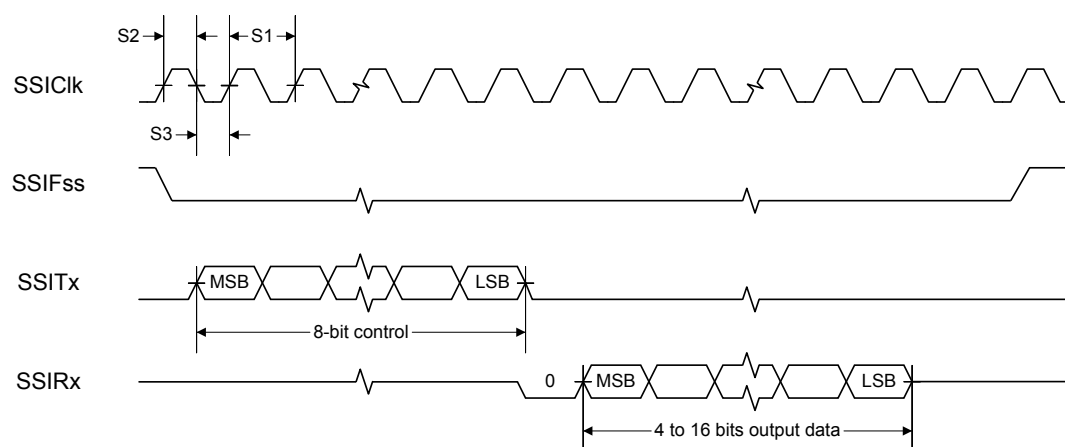 S2
S1
SSIClk
S3
SSIFss
SSITx
MSB
LSB
8-bit control
SSIRx
0
MSB
LSB
4 to 16 bits output data